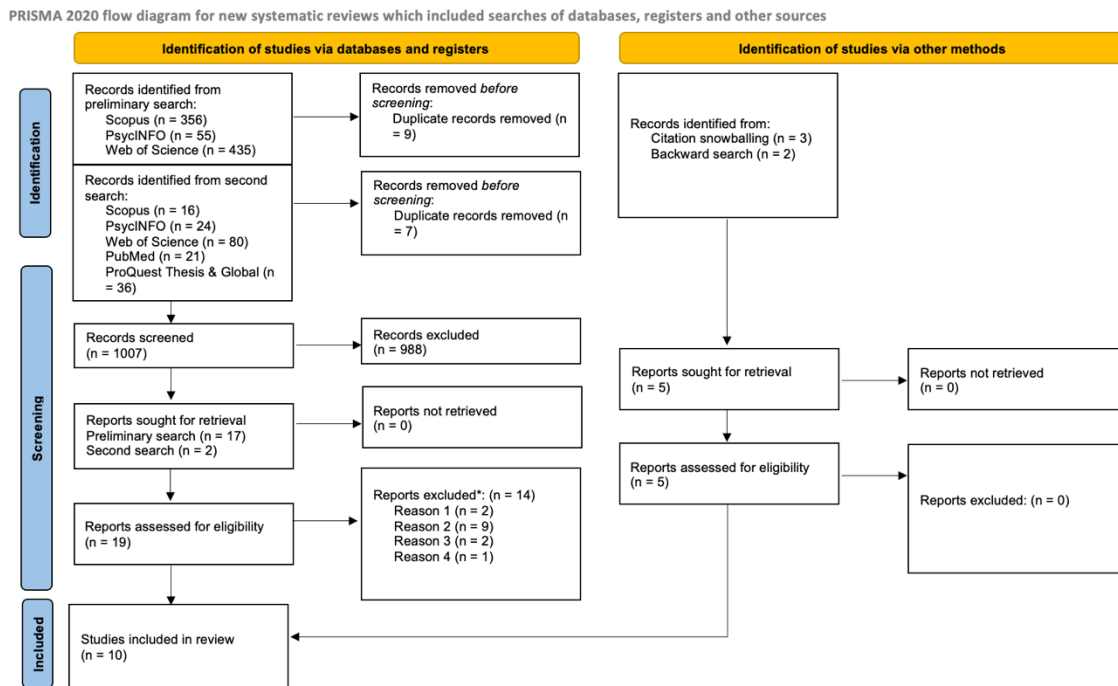 PRISMA 2020 flow diagram for new systematic reviews which included searches of databases, registers and other sources
Identification of studies via databases and registers
Identification of studies via other methods
Identification
Records identified from
preliminary search:
Scopus (n = 356)
PsycINFO (n = 55)
Web of Science (n = 435)
Records removed before
screening:
Duplicate records removed (n
= 9)
Records identified from second
search:
Scopus (n = 16)
PsycINFO (n = 24)
Web of Science (n = 80)
PubMed (n = 21)
ProQuest Thesis & Global (n
= 36)
Records removed before
screening:
Duplicate records removed (n
= 7)
Records identified from:
Citation snowballing (n = 3)
Backward search (n = 2)
Screening
Records screened
(n = 1007)
Records excluded
(n = 988)
Reports sought for retrieval
Preliminary search (n = 17)
Second search (n = 2)
Reports not retrieved
(n = 0)
Reports sought for retrieval
(n = 5)
Reports not retrieved
(n = 0)
Reports assessed for eligibility
(n = 19)
Reports excluded*: (n = 14)
Reason 1 (n = 2)
Reason 2 (n = 9)
Reason 3 (n = 2)
Reason 4 (n = 1)
Reports assessed for eligibility
(n = 5)
Reports excluded: (n = 0)
Included
Studies included in review
(n = 10)